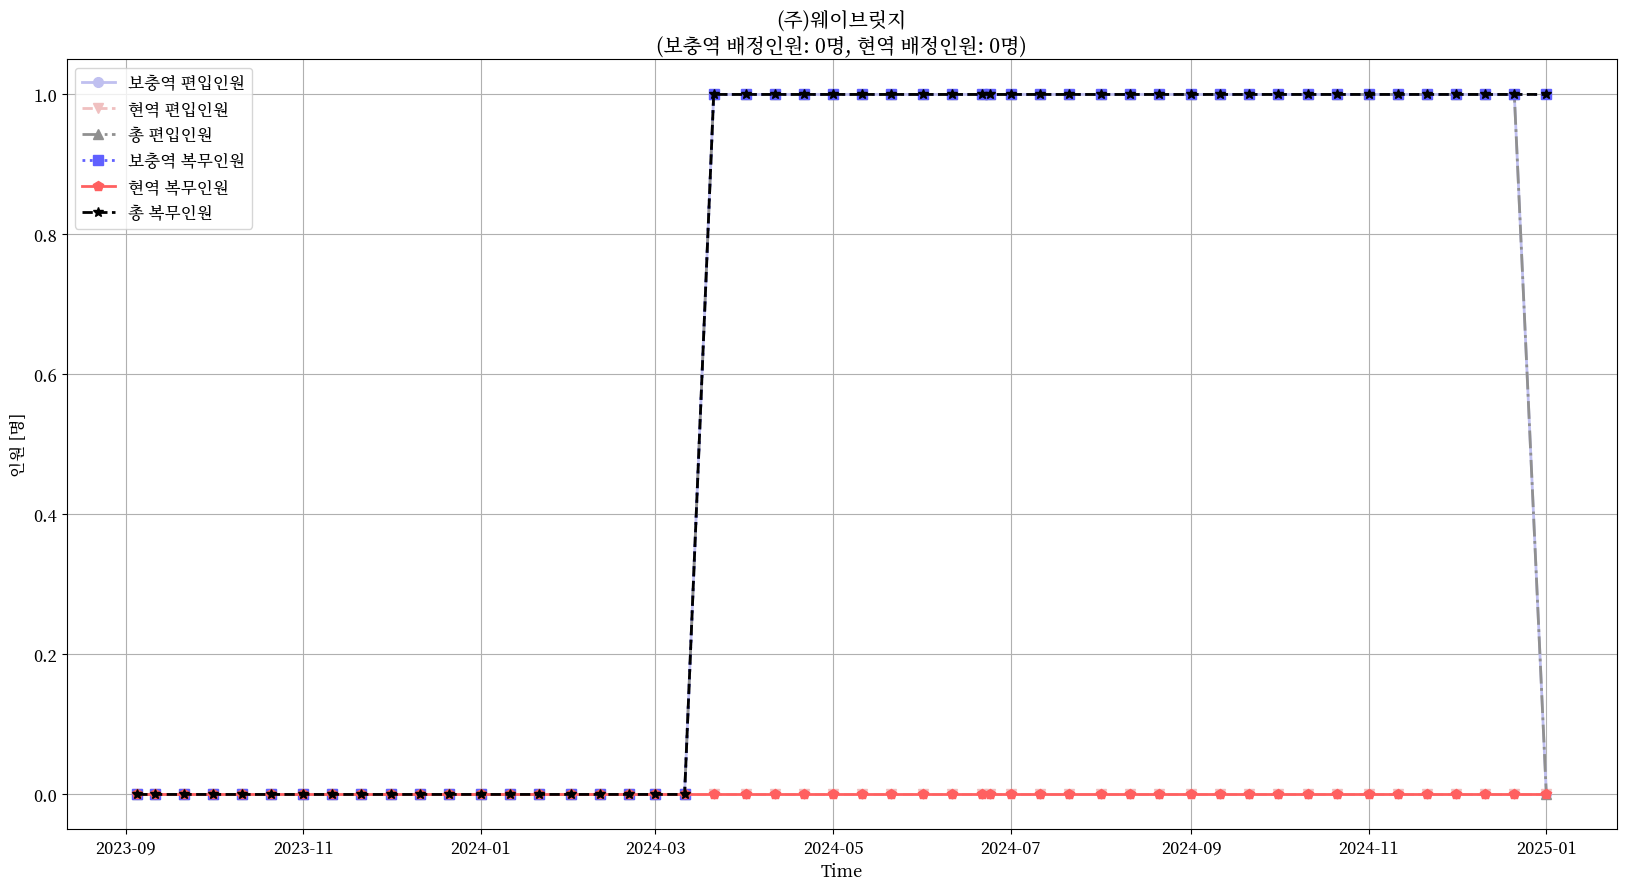 (주)웨이브릿지
(보충역 배정인원: 0명, 현역 배정인원: 0명)
보충역 편입인원
현역 편입인원
총 편입인원
보충역 복무인원
현역 복무인원
총 복무인원
1.0
0.8
0.6
0.4
0.2
0.0
인원 [명]
2023-09
2023-11
2024-01
2024-03
2024-05
2024-07
2024-09
2024-11
2025-01
Time